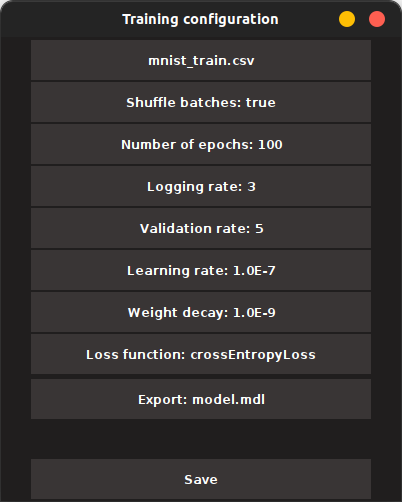 Training configuration
mnist_train.csv
Shuffle batches: true
Number of epochs: 100
Logging rate: 3
Validation rate: 5
Learning rate: 1.0E-7
Weight decay: 1.0E-9
Loss function: crossEntropyLoss
Export: model.mdl
Save